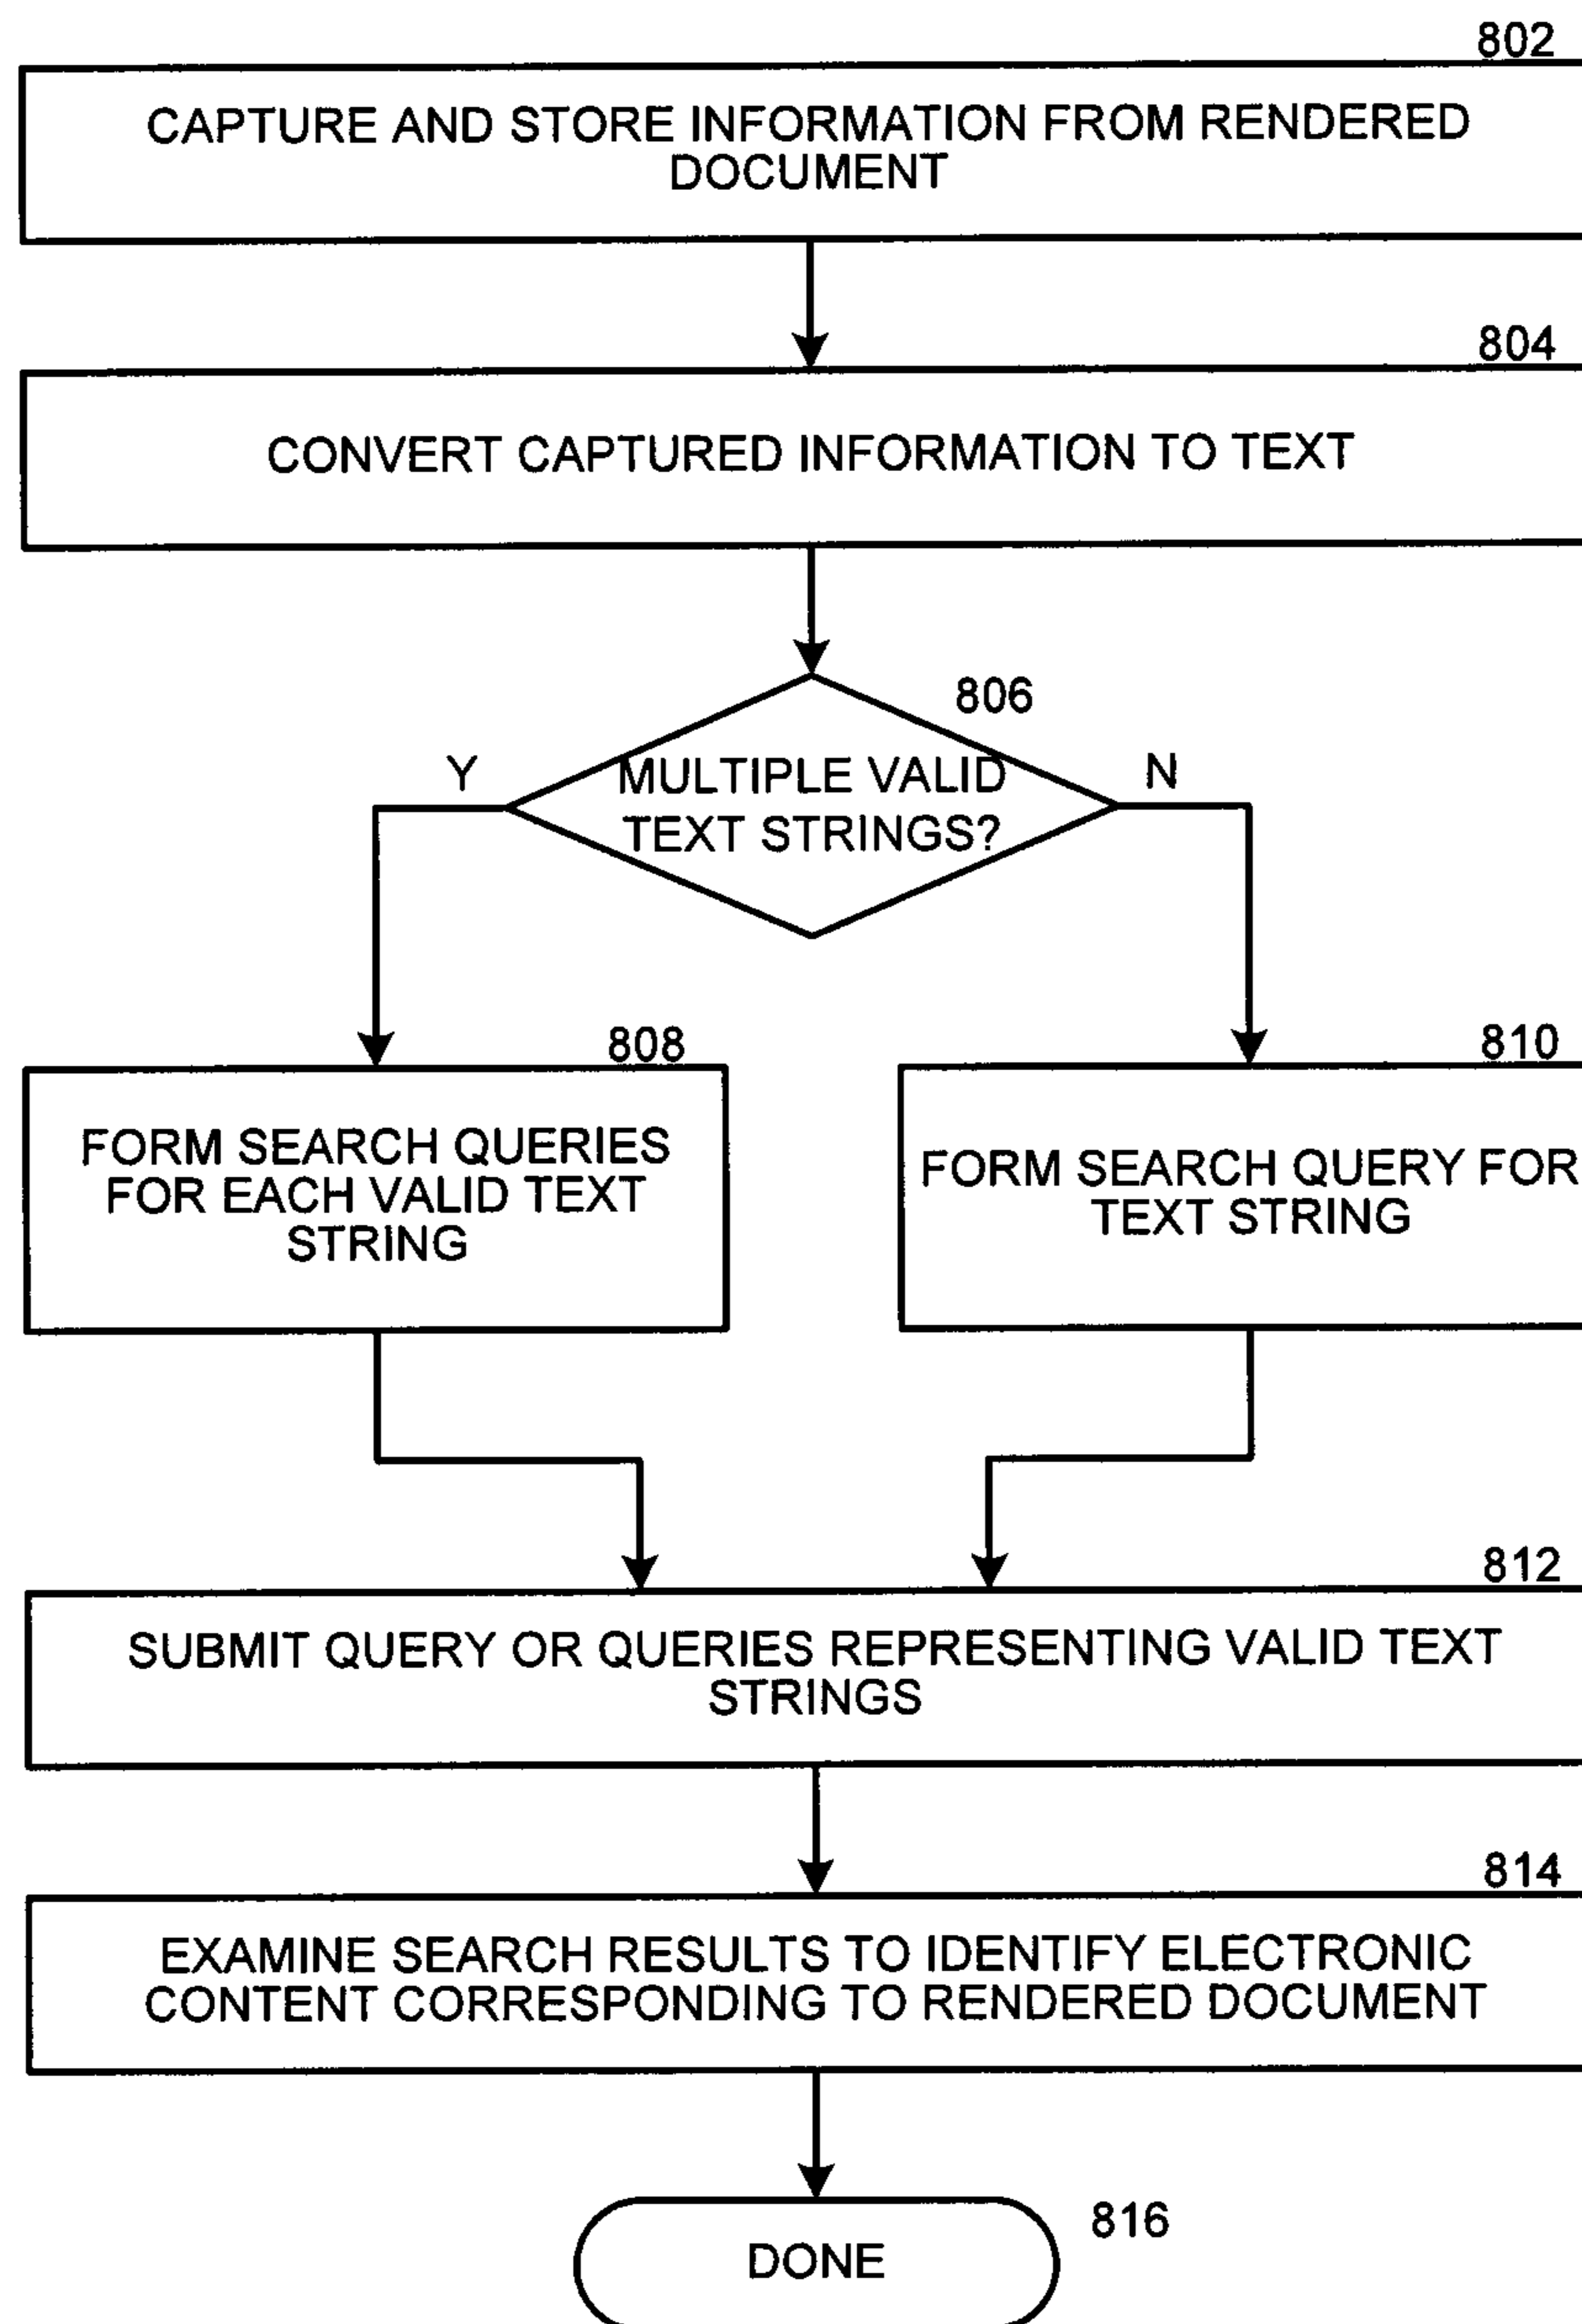 802
CAPTURE AND STORE INFORMATION FROM RENDERED
DOCUMENT
804
CONVERT CAPTURED INFORMATION TO TEXT
806
Y
N
MULTIPLE VALID
TEXT STRINGS?
808
FORM SEARCH QUERIES
FOR EACH VALID TEXT
STRING
810
FORM SEARCH QUERY FOR
TEXT STRING
812
SUBMIT QUERY OR QUERIES REPRESENTING VALID TEXT
STRINGS
814
EXAMINE SEARCH RESULTS TO IDENTIFY ELECTRONIC
CONTENT CORRESPONDING TO RENDERED DOCUMENT
816
DONE